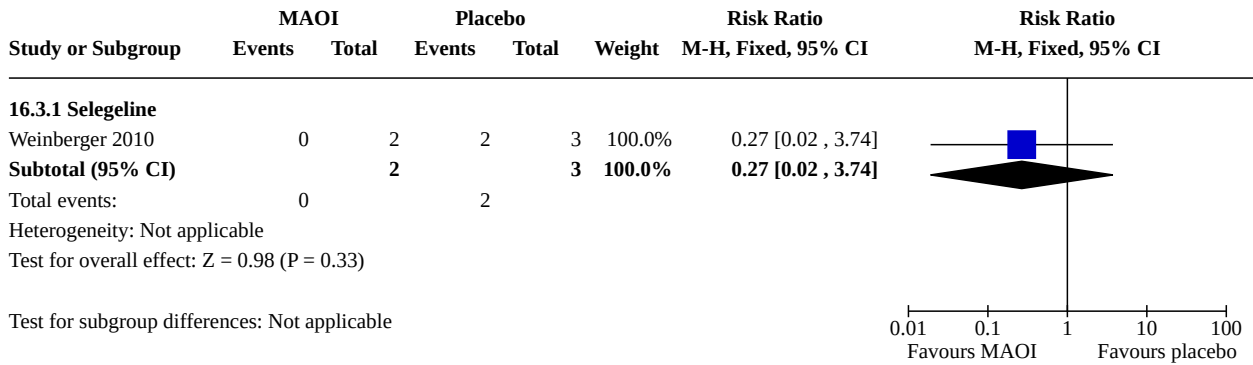 MAOI Placebo Risk Ratio Risk Ratio
Study or Subgroup Events Total Events Total Weight M-H, Fixed, 95% CI M-H, Fixed, 95% CI
16.3.1 Selegeline
Weinberger 2010 0 2 2 3 100.0% 0.27 [0.02 , 3.74]
Subtotal (95% CI) 2 3 100.0% 0.27 [0.02 , 3.74]
Total events: 0 2
Heterogeneity: Not applicable
Test for overall effect: Z = 0.98 (P = 0.33)
Test for subgroup differences: Not applicable
0.01 0.1 1 10 100
Favours MAOI Favours placebo